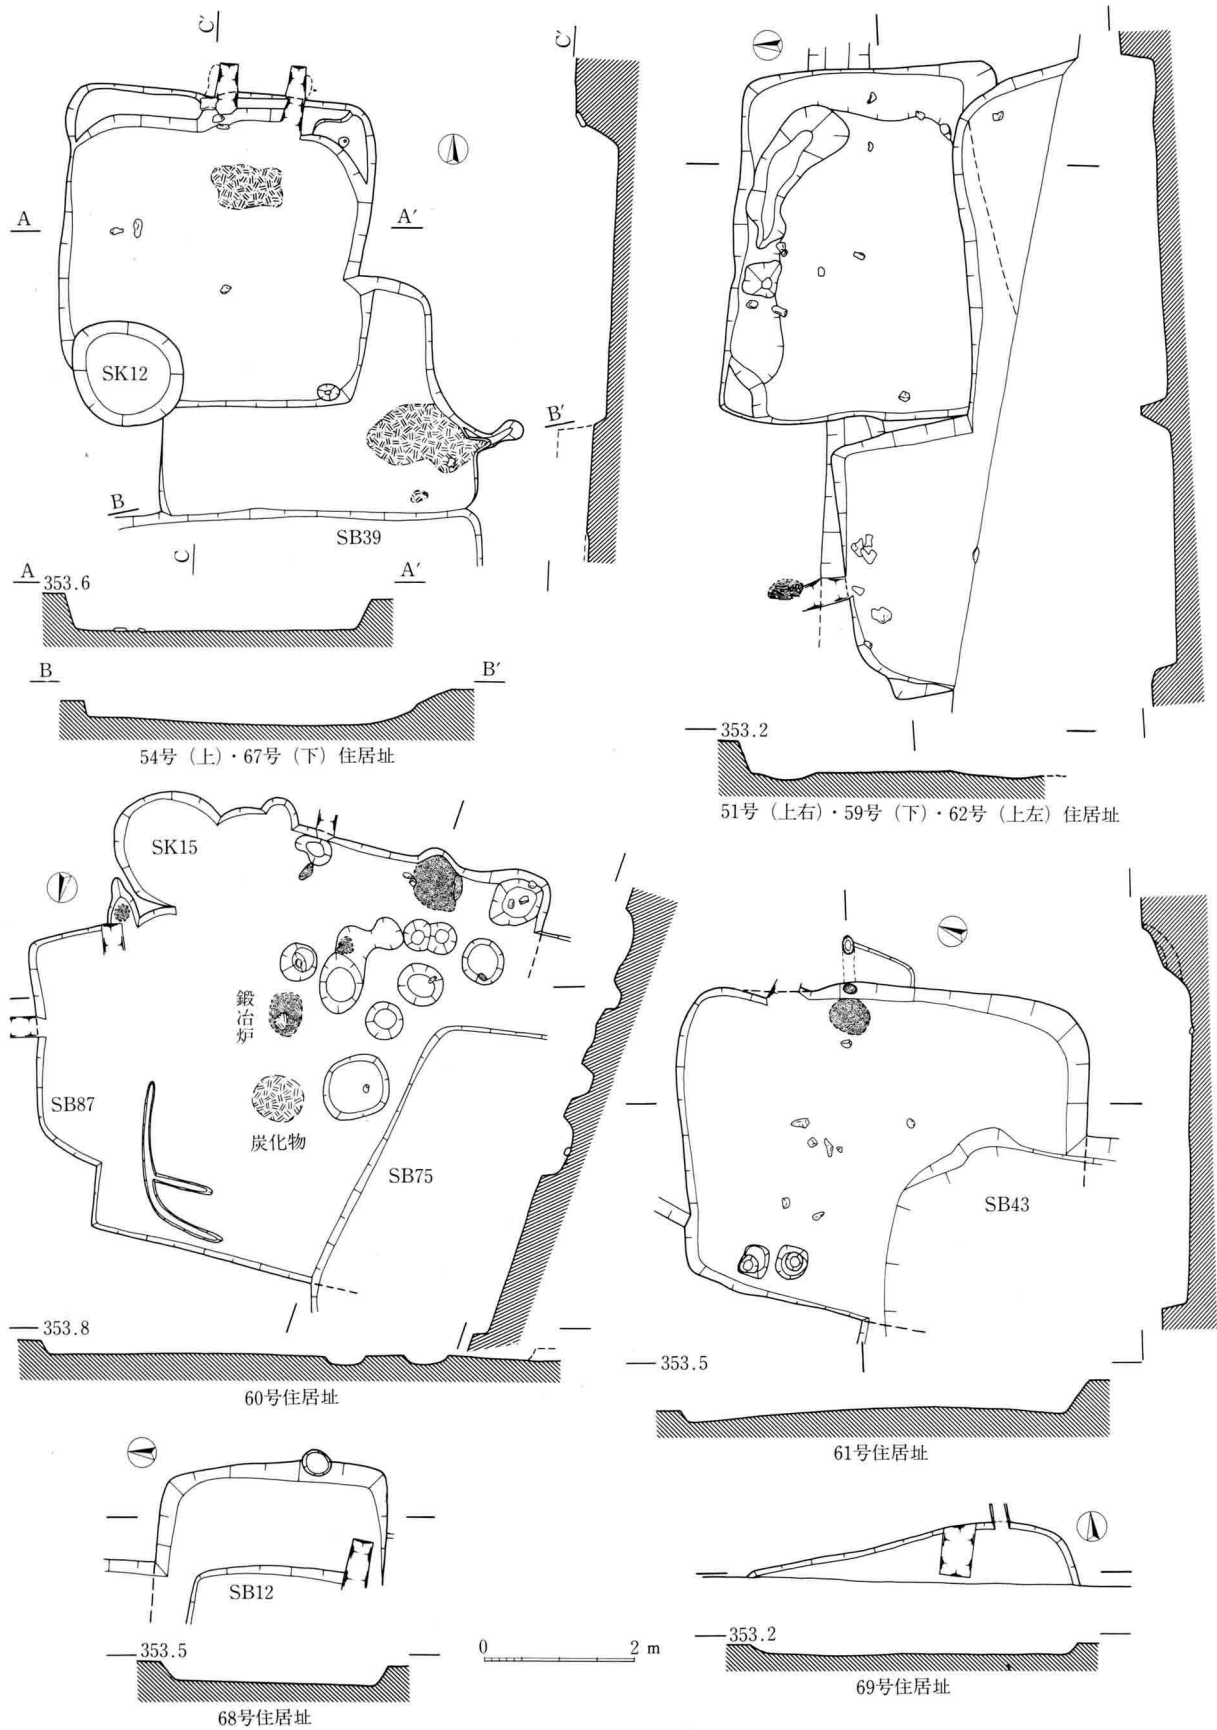 C′
C′
A
A′
SK12
B′
B
SB39
C
A
353.6
A′
B
B′
54号（上）・67号（下）住居址
353.2
51号（上右）・59号（下）・62号（上左）住居址
SK15
鍛冶炉
SB87
炭化物
SB75
353.8
60号住居址
SB43
353.5
61号住居址
SB12
353.5
68号住居址
0 2 m
353.2
69号住居址